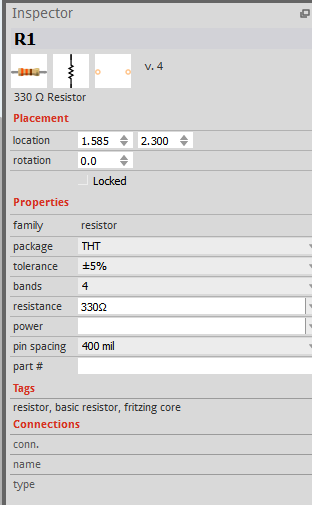 Inspector
R1
v. 4
330 Ω Resistor
Placement
location 1.585 2.300
rotation 0.0
Locked
Properties
family resistor
package THT
tolerance ±5%
bands 4
resistance 330Ω
power
pin spacing 400 mil
part #
Tags
resistor, basic resistor, fritzing core
Connections
conn.
name
type